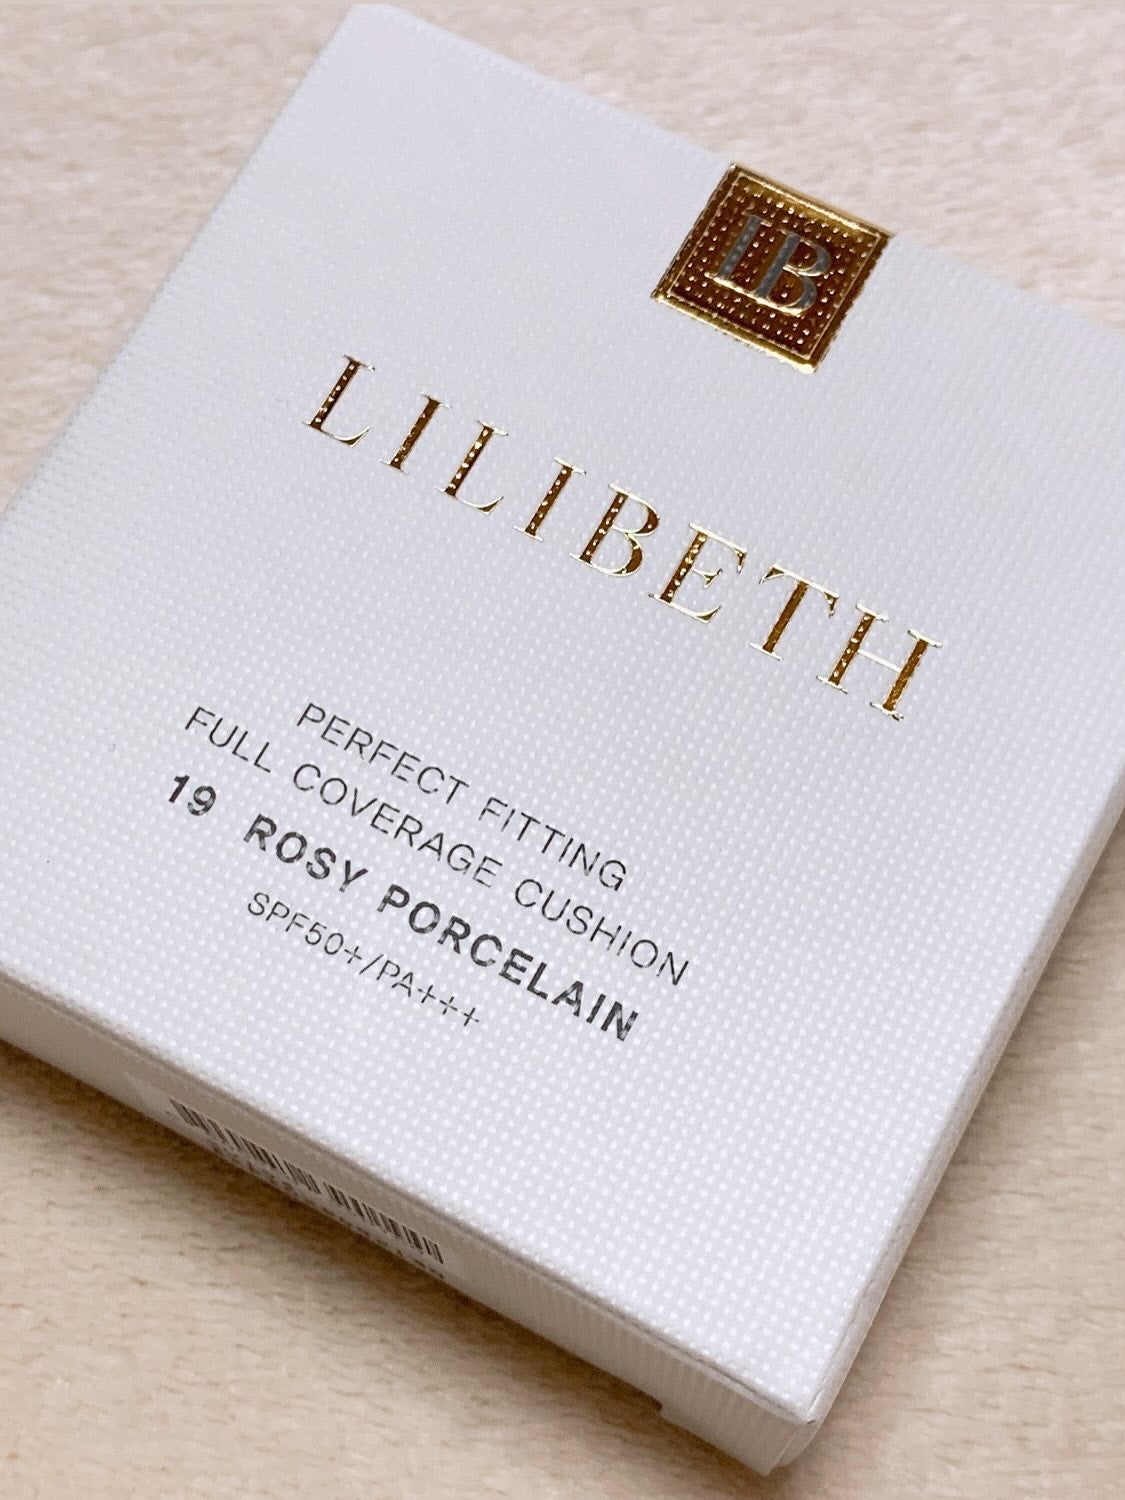 LB
LILIBETH
PERFECT FITTING
FULL COVERAGE CUSHION
19 ROSY PORCELAIN
SPF50+/PA+++